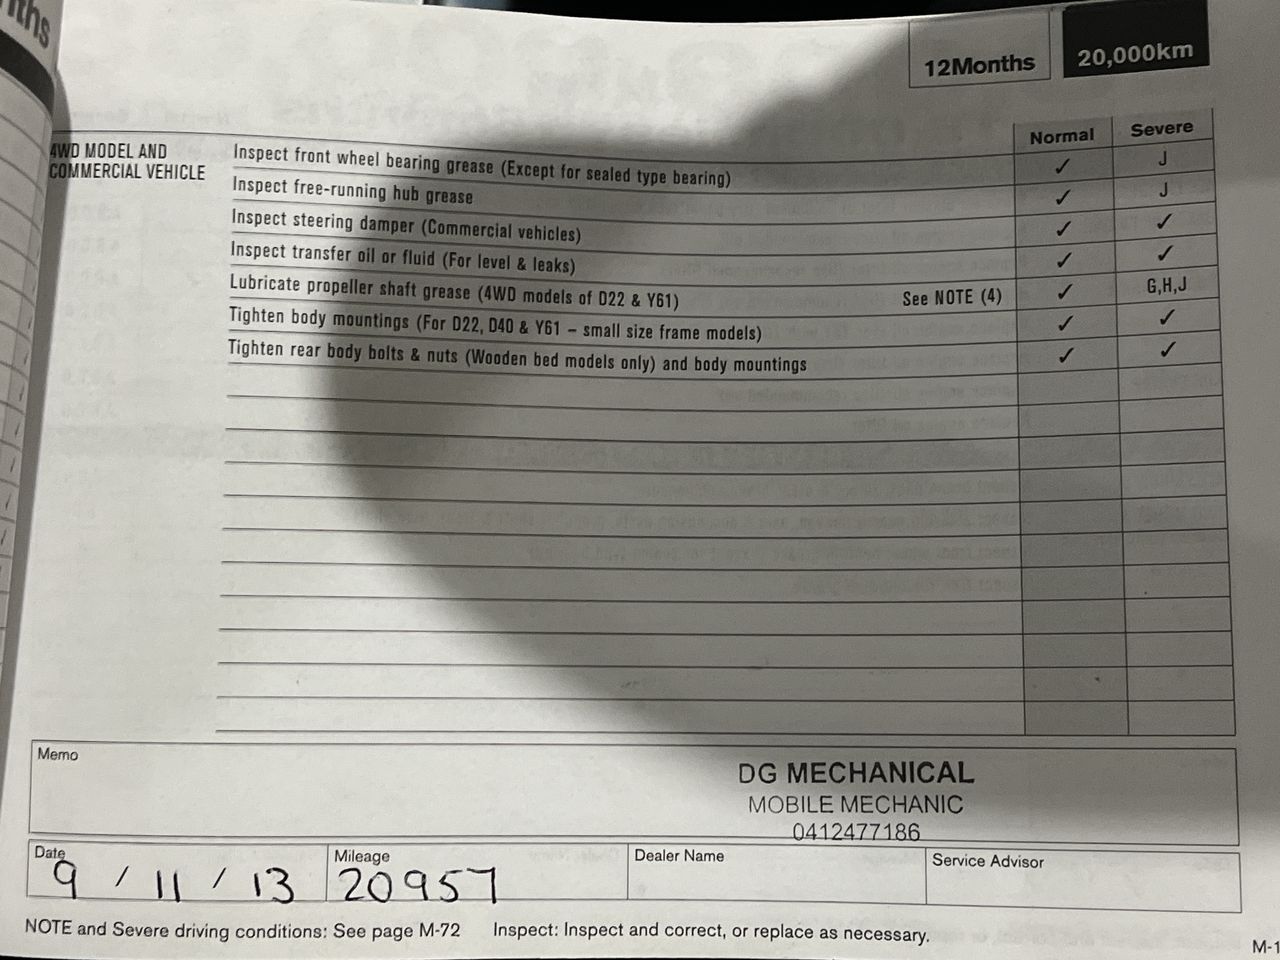 12Months 20,000km
Normal Severe
4WD MODEL AND
COMMERCIAL VEHICLE
Inspect front wheel bearing grease (Except for sealed type bearing) ✓ J
Inspect free-running hub grease ✓ J
Inspect steering damper (Commercial vehicles) ✓ ✓
Inspect transfer oil or fluid (For level & leaks) ✓ ✓
Lubricate propeller shaft grease (4WD models of D22 & Y61) See NOTE (4) ✓ G,H,J
Tighten body mountings (For D22, D40 & Y61 – small size frame models) ✓ ✓
Tighten rear body bolts & nuts (Wooden bed models only) and body mountings ✓ ✓
Memo
DG MECHANICAL
MOBILE MECHANIC
0412477186
Date Mileage Dealer Name Service Advisor
9 / 11 / 13 20957
NOTE and Severe driving conditions: See page M-72 Inspect: Inspect and correct, or replace as necessary.